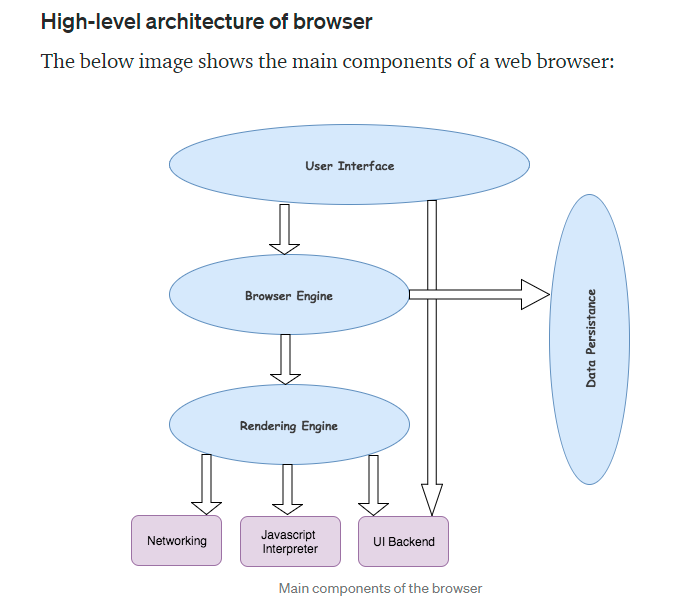 High-level architecture of browser
The below image shows the main components of a web browser:
User Interface
Browser Engine
Data Persistance
Rendering Engine
Networking
Javascript
Interpreter
UI Backend
Main components of the browser